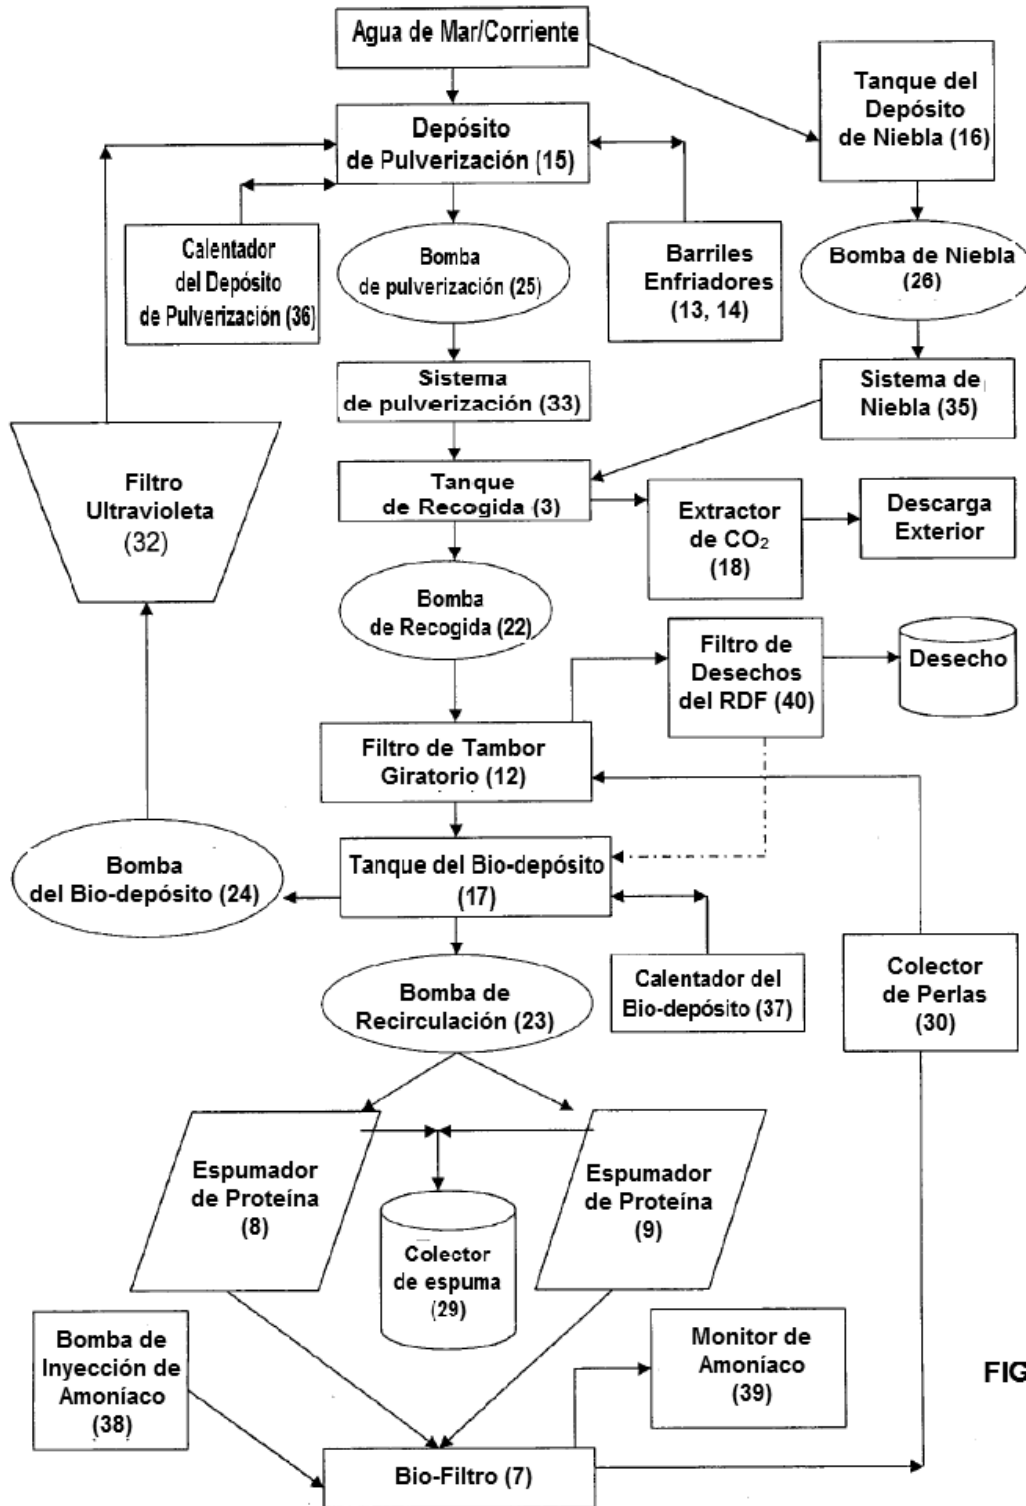 Agua de Mar/Corriente
Tanque del
Depósito
de Niebla (16)
Depósito
de Pulverización (15)
Calentador
del Depósito
de Pulverización (36)
Bomba
de pulverización (25)
Barriles
Enfriadores
(13, 14)
Bomba de Niebla
(26)
Sistema
de pulverización (33)
Sistema de
Niebla (35)
Filtro
Ultravioleta
(32)
Tanque
de Recogida (3)
Extractor
de CO₂
(18)
Descarga
Exterior
Bomba
de Recogida (22)
Filtro de
Desechos
del RDF (40)
Desecho
Filtro de Tambor
Giratorio (12)
Bomba
del Bio-depósito (24)
Tanque del Bio-depósito
(17)
Bomba de
Recirculación (23)
Calentador del
Bio-depósito (37)
Colector
de Perlas
(30)
Espumador
de Proteína
(8)
Espumador
de Proteína
(9)
Colector
de espuma
(29)
Bomba de
Inyección de
Amoníaco
(38)
Monitor de
Amoníaco
(39)
FIG
Bio-Filtro (7)